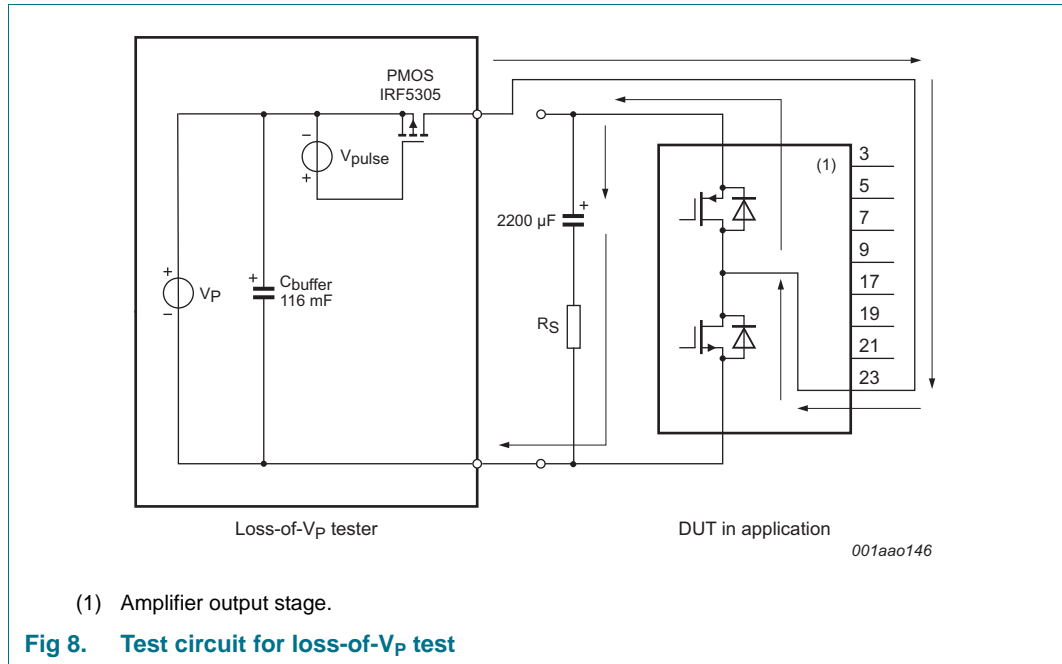 PMOS
IRF5305
−
Vpulse
+
+
VP
−
+
Cbuffer
116 mF
+
2200 μF
RS
(1)
3
5
7
9
17
19
21
23
Loss-of-VP tester
DUT in application
001aao146
(1) Amplifier output stage.
Fig 8. Test circuit for loss-of-VP test